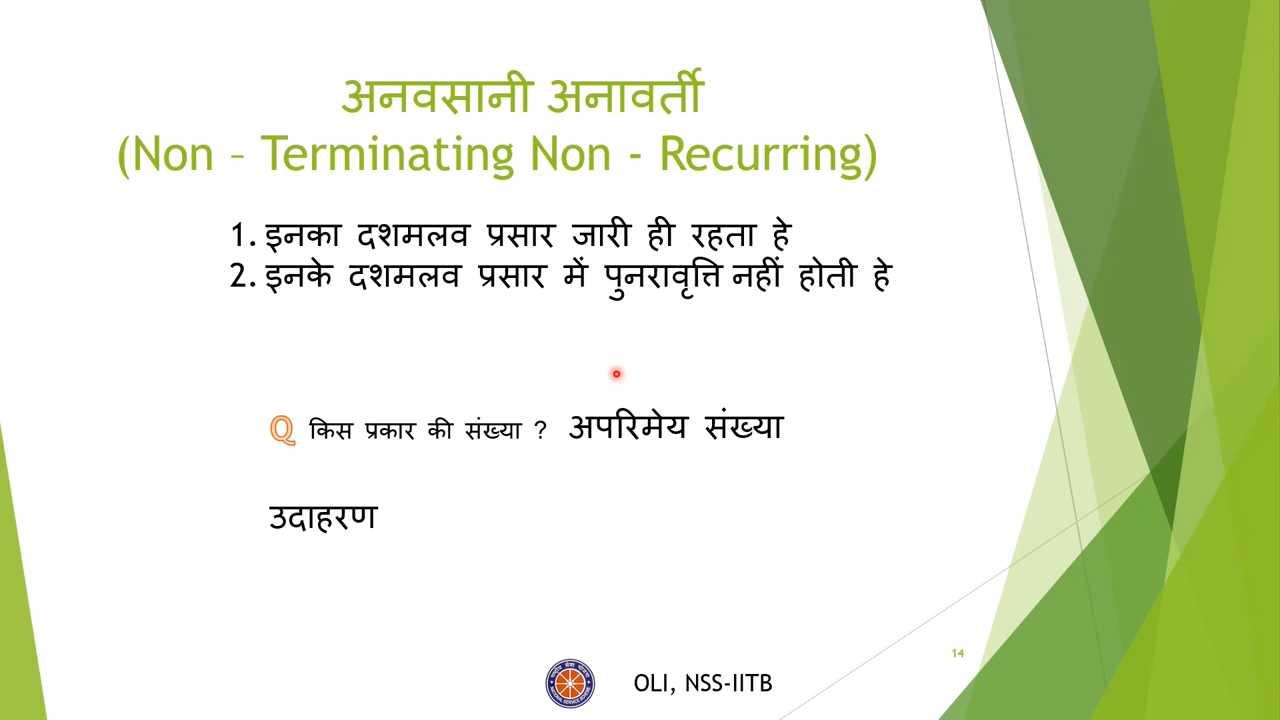 अनवसानी अनावर्ती
(Non – Terminating Non - Recurring)
1. इनका दशमलव प्रसार जारी ही रहता हे
2. इनके दशमलव प्रसार में पुनरावृत्ति नहीं होती हे
Q किस प्रकार की संख्या ? अपरिमेय संख्या
उदाहरण
14
OLI, NSS-IITB